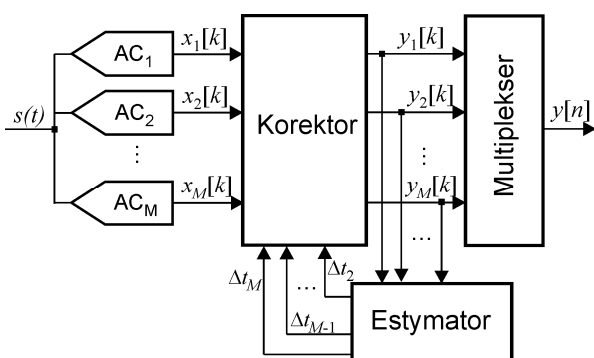 s(t)
AC1
AC2
⋮
ACM
x1[k]
x2[k]
xM[k]
Korektor
y1[k]
y2[k]
⋮
yM[k]
...
Multiplekser
y[n]
ΔtM
ΔtM-1
...
Δt2
Estymator